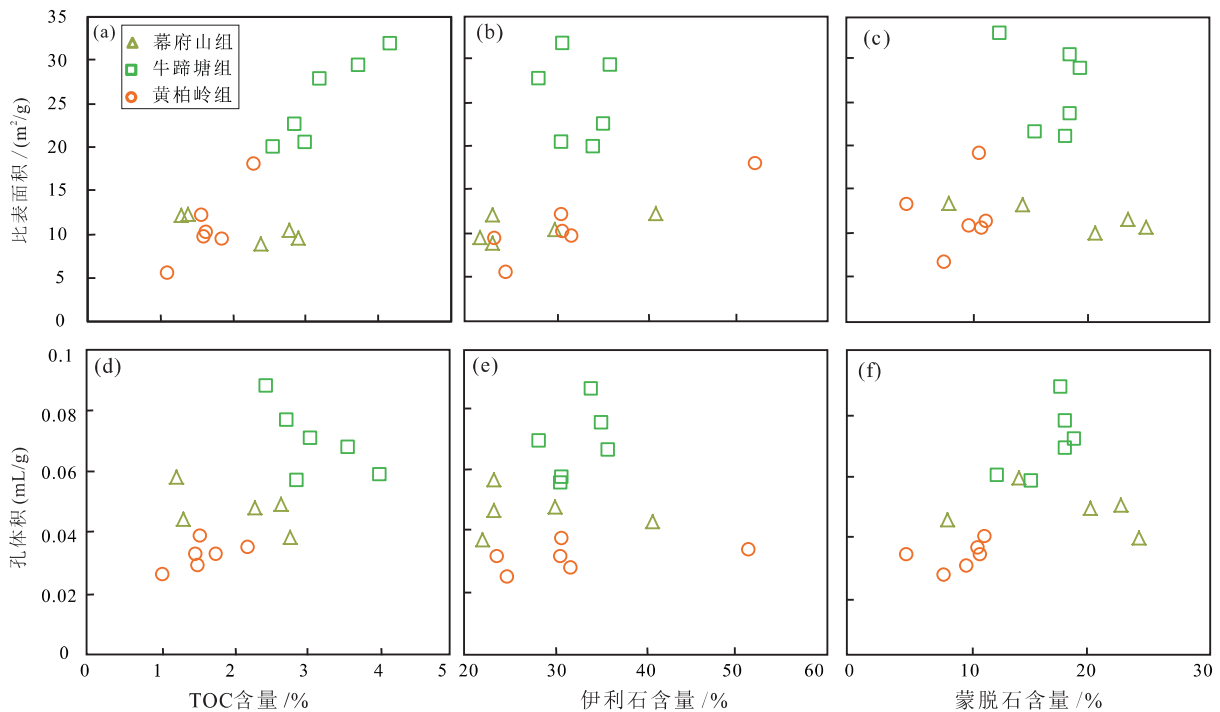 (a)
幕府山组
牛蹄塘组
黄柏岭组
(b)
(c)
35
30
25
20
15
10
5
0
比表面积 / (m²/g)
(d)
(e)
(f)
0.1
0.08
0.06
0.04
0.02
0
孔体积 (mL/g)
0 1 2 3 4 5
20 30 40 50 60
0 10 20 30
TOC含量 /%
伊利石含量 /%
蒙脱石含量 /%